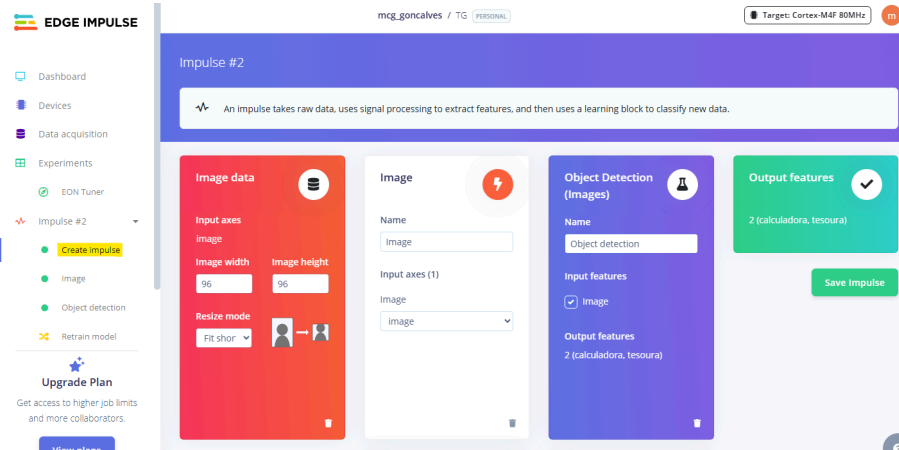 EDGE IMPULSE
mcg_goncalves / TG PERSONAL
Target: Cortex-M4F 80MHz
m
Dashboard
Devices
Data acquisition
Experiments
EON Tuner
Impulse #2
Create impulse
Image
Object detection
Retrain model
Upgrade Plan
Get access to higher job limits
and more collaborators.
View plans
Impulse #2
An impulse takes raw data, uses signal processing to extract features, and then uses a learning block to classify new data.
Image data
Input axes
image
Image width Image height
96 96
Resize mode
Fit shor
Image
Name
Image
Input axes (1)
Image
image
Object Detection
(Images)
Name
Object detection
Input features
Image
Output features
2 (calculadora, tesoura)
Output features
2 (calculadora, tesoura)
Save Impulse